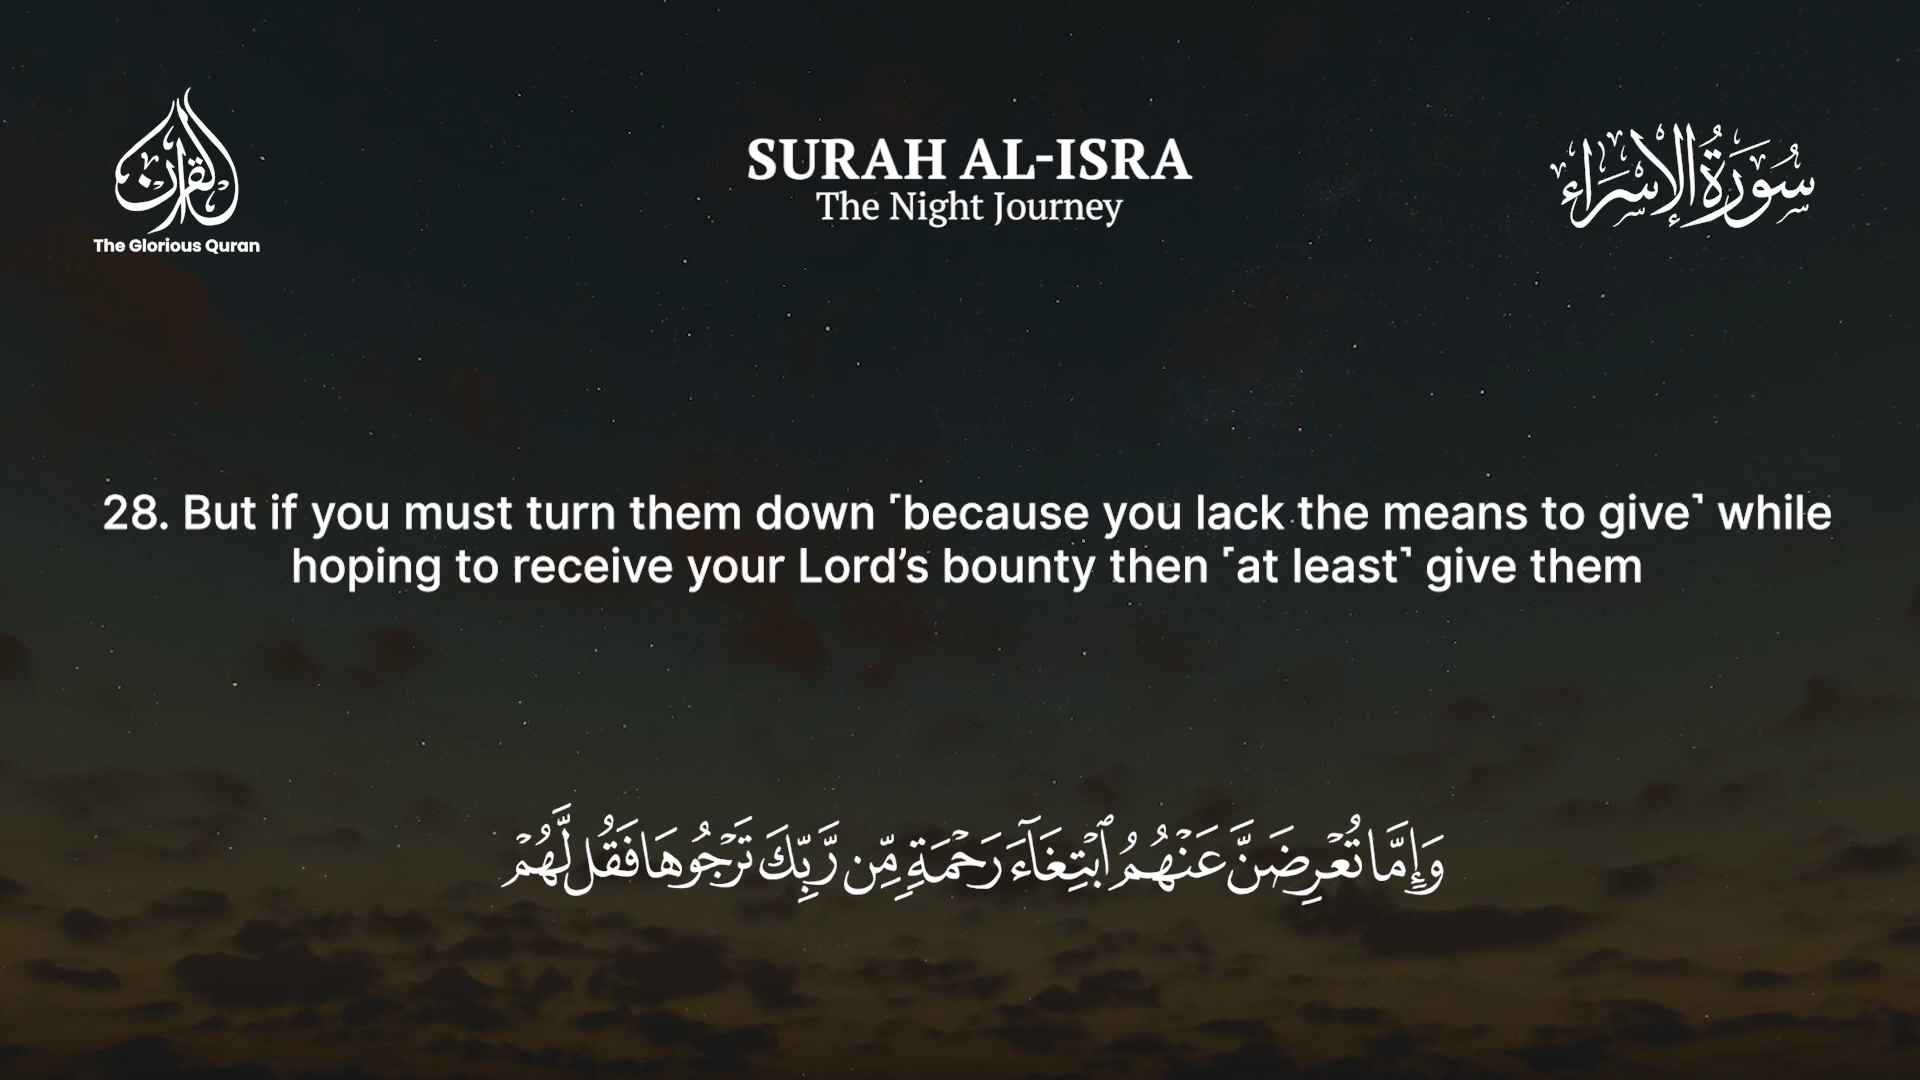 القرآن
The Glorious Quran
SURAH AL-ISRA
The Night Journey
سُورَةُ الإِسْرَاء
28. But if you must turn them down ˹because you lack the means to give˺ while
hoping to receive your Lord’s bounty then ˹at least˺ give them
وَإِمَّا تُعْرِضَنَّ عَنْهُمُ ٱبْتِغَآءَ رَحْمَةٍ مِّن رَّبِّكَ تَرْجُوهَا فَقُل لَّهُمْ